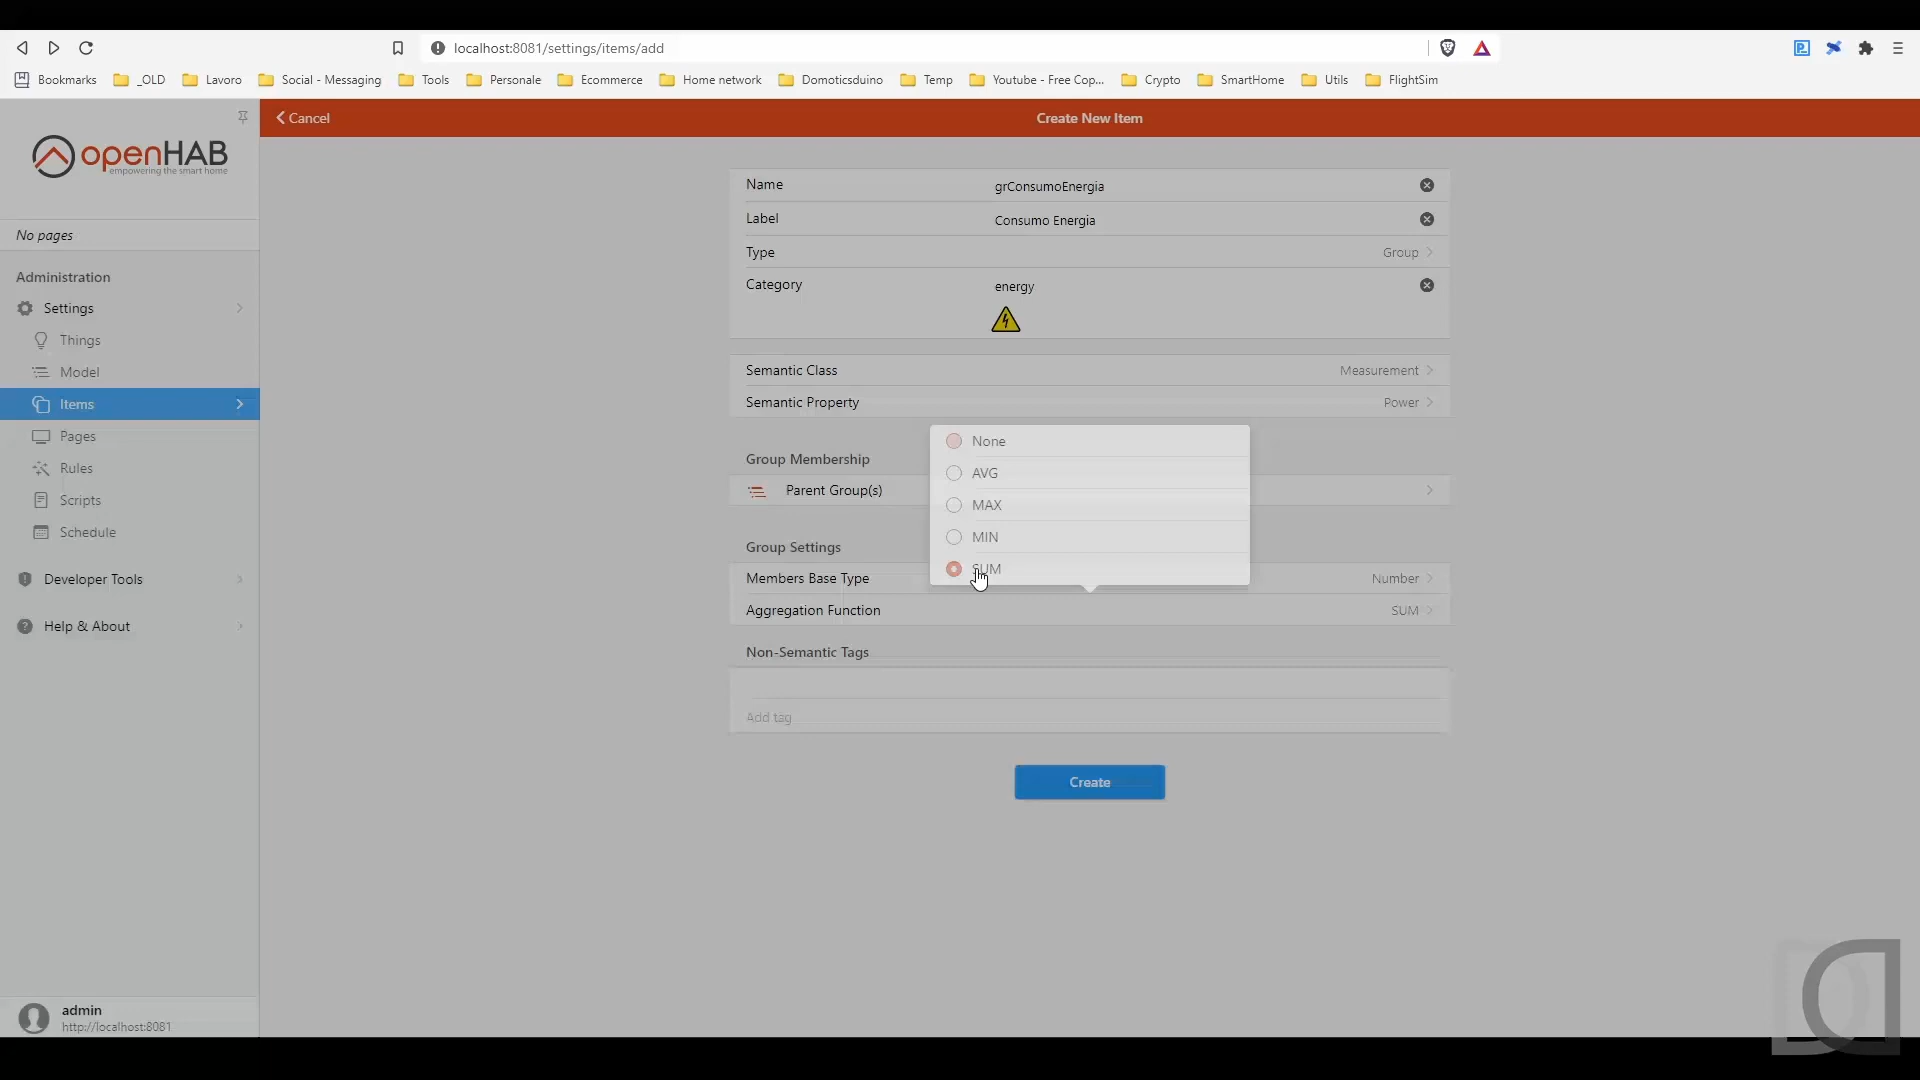 localhost:8081/settings/items/add
Bookmarks _OLD Lavoro Social - Messaging Tools Personale Ecommerce Home network Domoticsduino Temp Youtube - Free Cop... Crypto SmartHome Utils FlightSim
Cancel
Create New Item
openHAB
empowering the smart home
No pages
Administration
Settings
Things
Model
Items
Pages
Rules
Scripts
Schedule
Developer Tools
Help & About
admin
http://localhost:8081
Name grConsumoEnergia
Label Consumo Energia
Type Group
Category energy
Semantic Class Measurement
Semantic Property Power
Group Membership
Parent Group(s)
None
AVG
MAX
MIN
SUM
Group Settings
Members Base Type Number
Aggregation Function SUM
Non-Semantic Tags
Add tag
Create